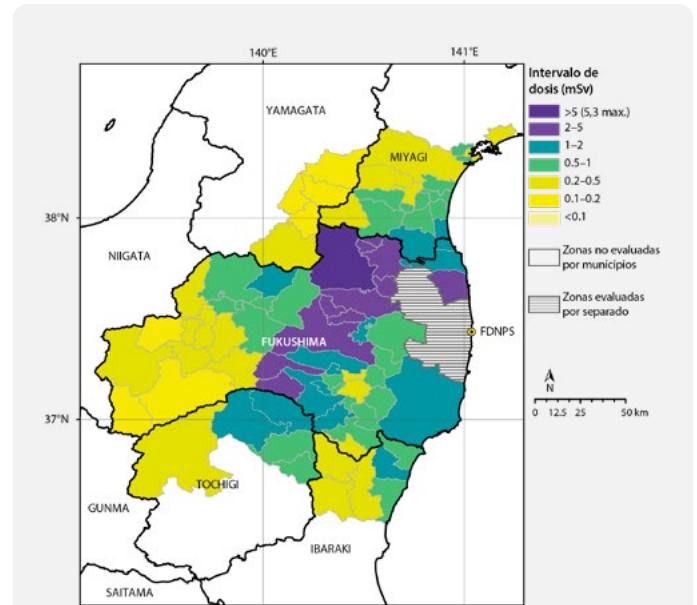 140°E 141°E
Intervalo de
dosis (mSv)
>5 (5,3 max.)
2–5
1–2
0.5–1
0.2–0.5
0.1–0.2
<0.1
Zonas no evaluadas
por municipios
Zonas evaluadas
por separado
YAMAGATA
MIYAGI
38°N
NIIGATA
FUKUSHIMA
FDNPS
N
0 12.5 25 50 km
37°N
TOCHIGI
GUNMA
IBARAKI
SAITAMA